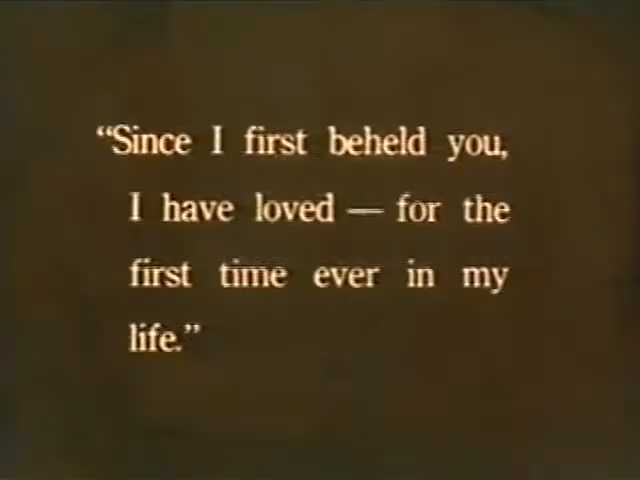 “Since I first beheld you,
I have loved — for the
first time ever in my
life.”